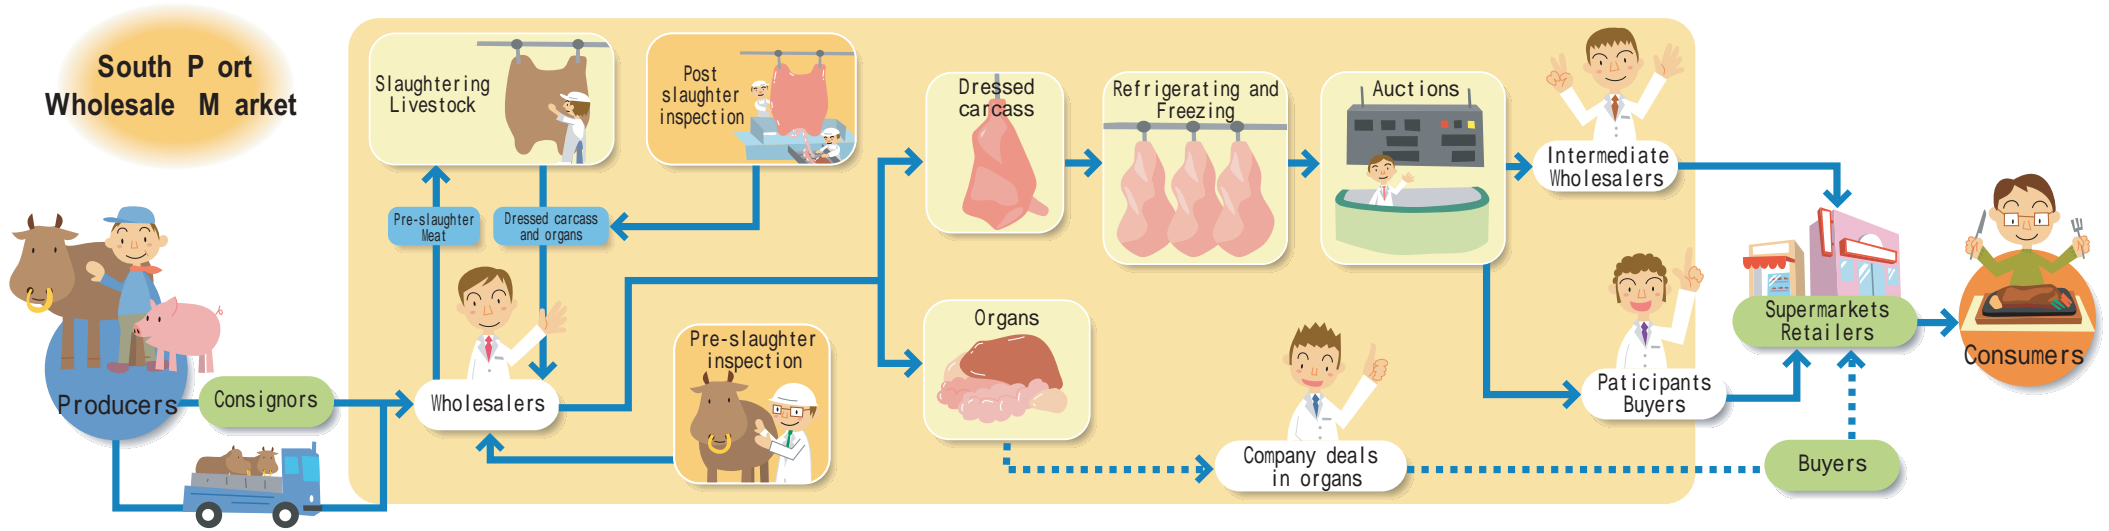 South Port
Wholesale Market
Slaughtering
Livestock
Post
slaughter
inspection
Pre-slaughter
Meat
Dressed carcass
and organs
Producers
Consignors
Wholesalers
Pre-slaughter
inspection
Dressed
carcass
Refrigerating and
Freezing
Auctions
Intermediate
Wholesalers
Organs
Company deals
in organs
Paticipants
Buyers
Supermarkets
Retailers
Buyers
Consumers